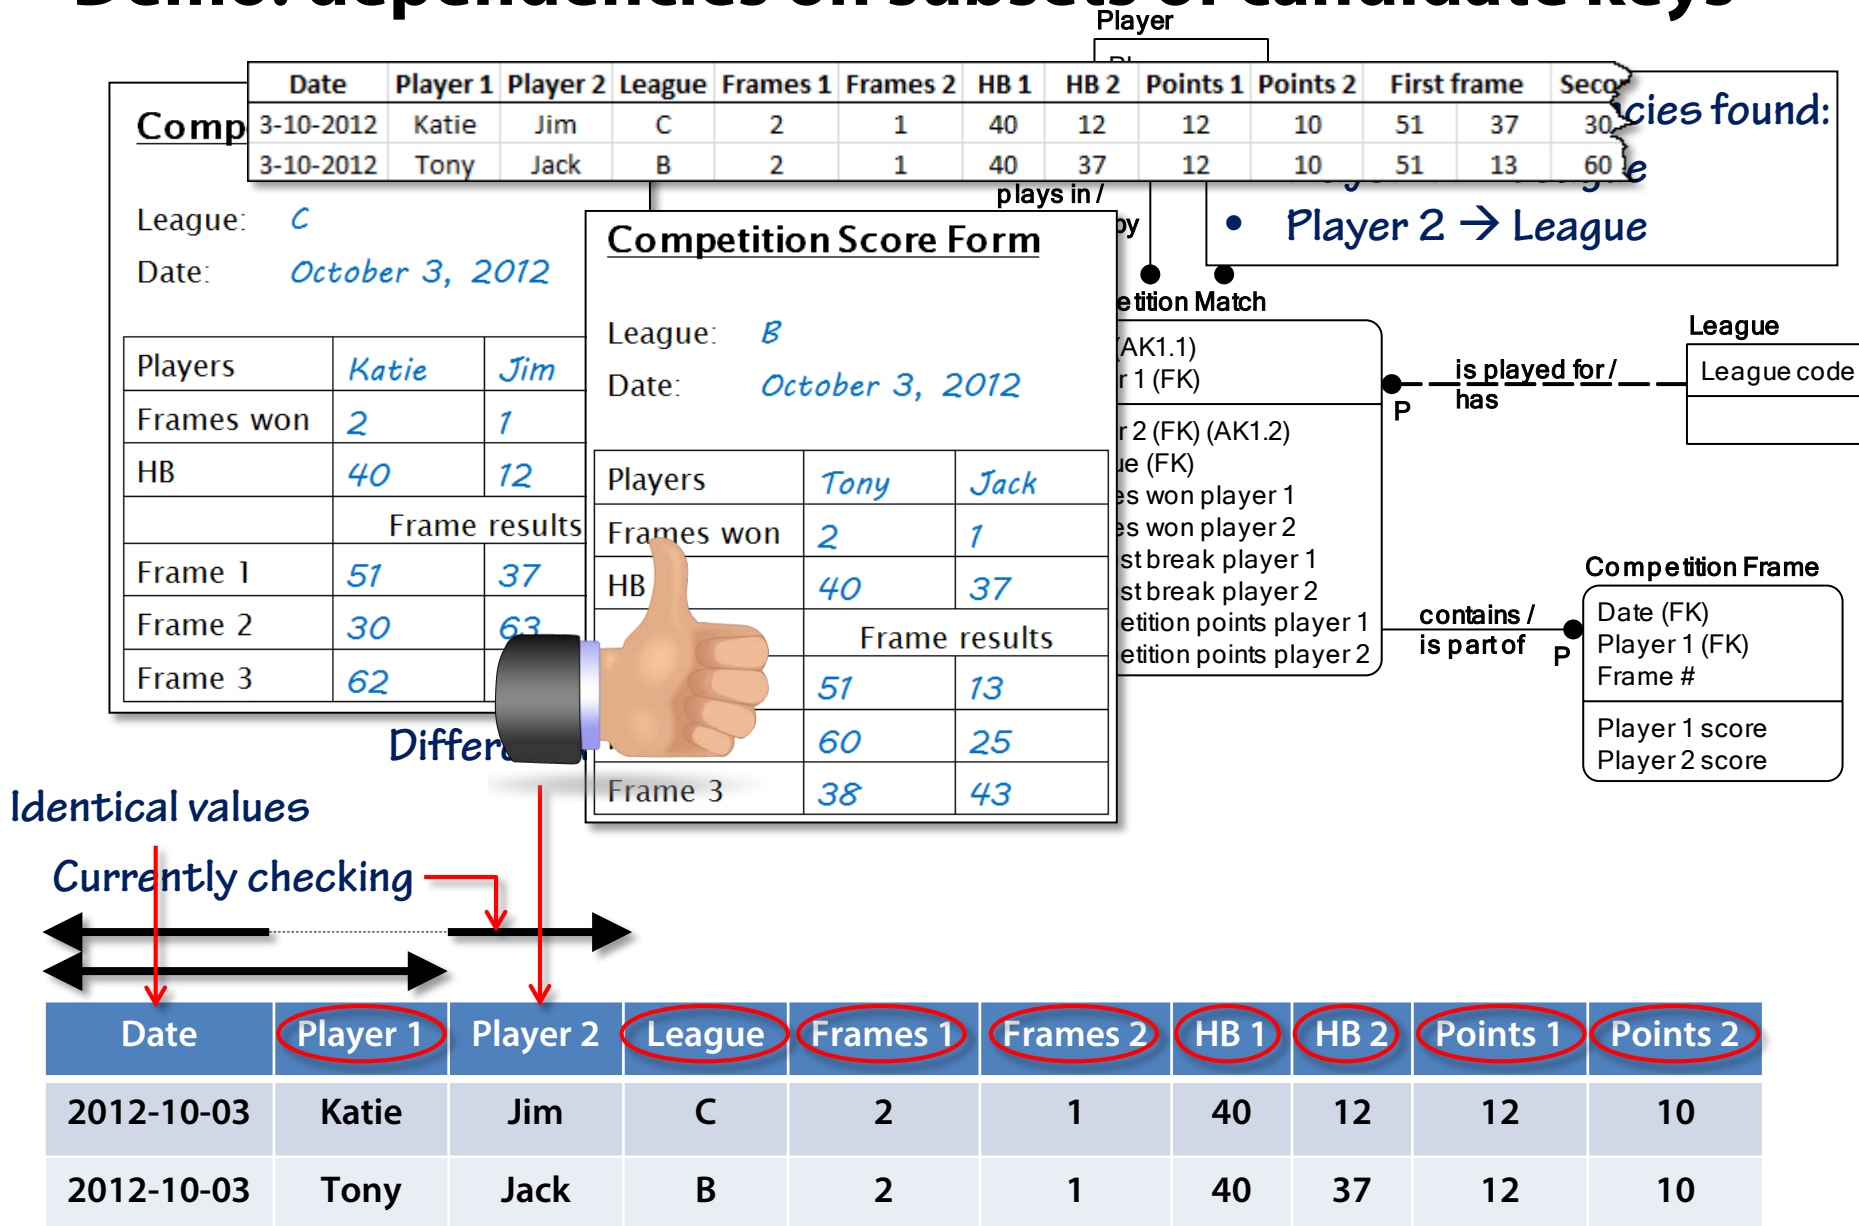 Demo: dependencies on subsets of candidate keys
Player
Date Player 1 Player 2 League Frames 1 Frames 2 HB 1 HB 2 Points 1 Points 2 First frame
3-10-2012 Katie Jim C 2 1 40 12 12 10 51 37 30
3-10-2012 Tony Jack B 2 1 40 37 12 10 51 13 60
Comp
League: C
Date: October 3, 2012
Players Katie Jim
Frames won 2 1
HB 40 12
Frame results
Frame 1 51 37
Frame 2 30 63
Frame 3 62
Competition Score Form
League: B
Date: October 3, 2012
Players Tony Jack
Frames won 2 1
HB 40 37
Frame results
51 13
60 25
Frame 3 38 43
cies found:
• Player 2 → League
plays in /
by
etition Match
(AK1.1)
r 1 (FK)
r 2 (FK) (AK1.2)
ue (FK)
es won player 1
es won player 2
st break player 1
st break player 2
etition points player 1
etition points player 2
is played for /
has
P
League
League code
contains /
is part of
P
Competition Frame
Date (FK)
Player 1 (FK)
Frame #
Player 1 score
Player 2 score
Differ
Identical values
Currently checking
Date Player 1 Player 2 League Frames 1 Frames 2 HB 1 HB 2 Points 1 Points 2
2012-10-03 Katie Jim C 2 1 40 12 12 10
2012-10-03 Tony Jack B 2 1 40 37 12 10